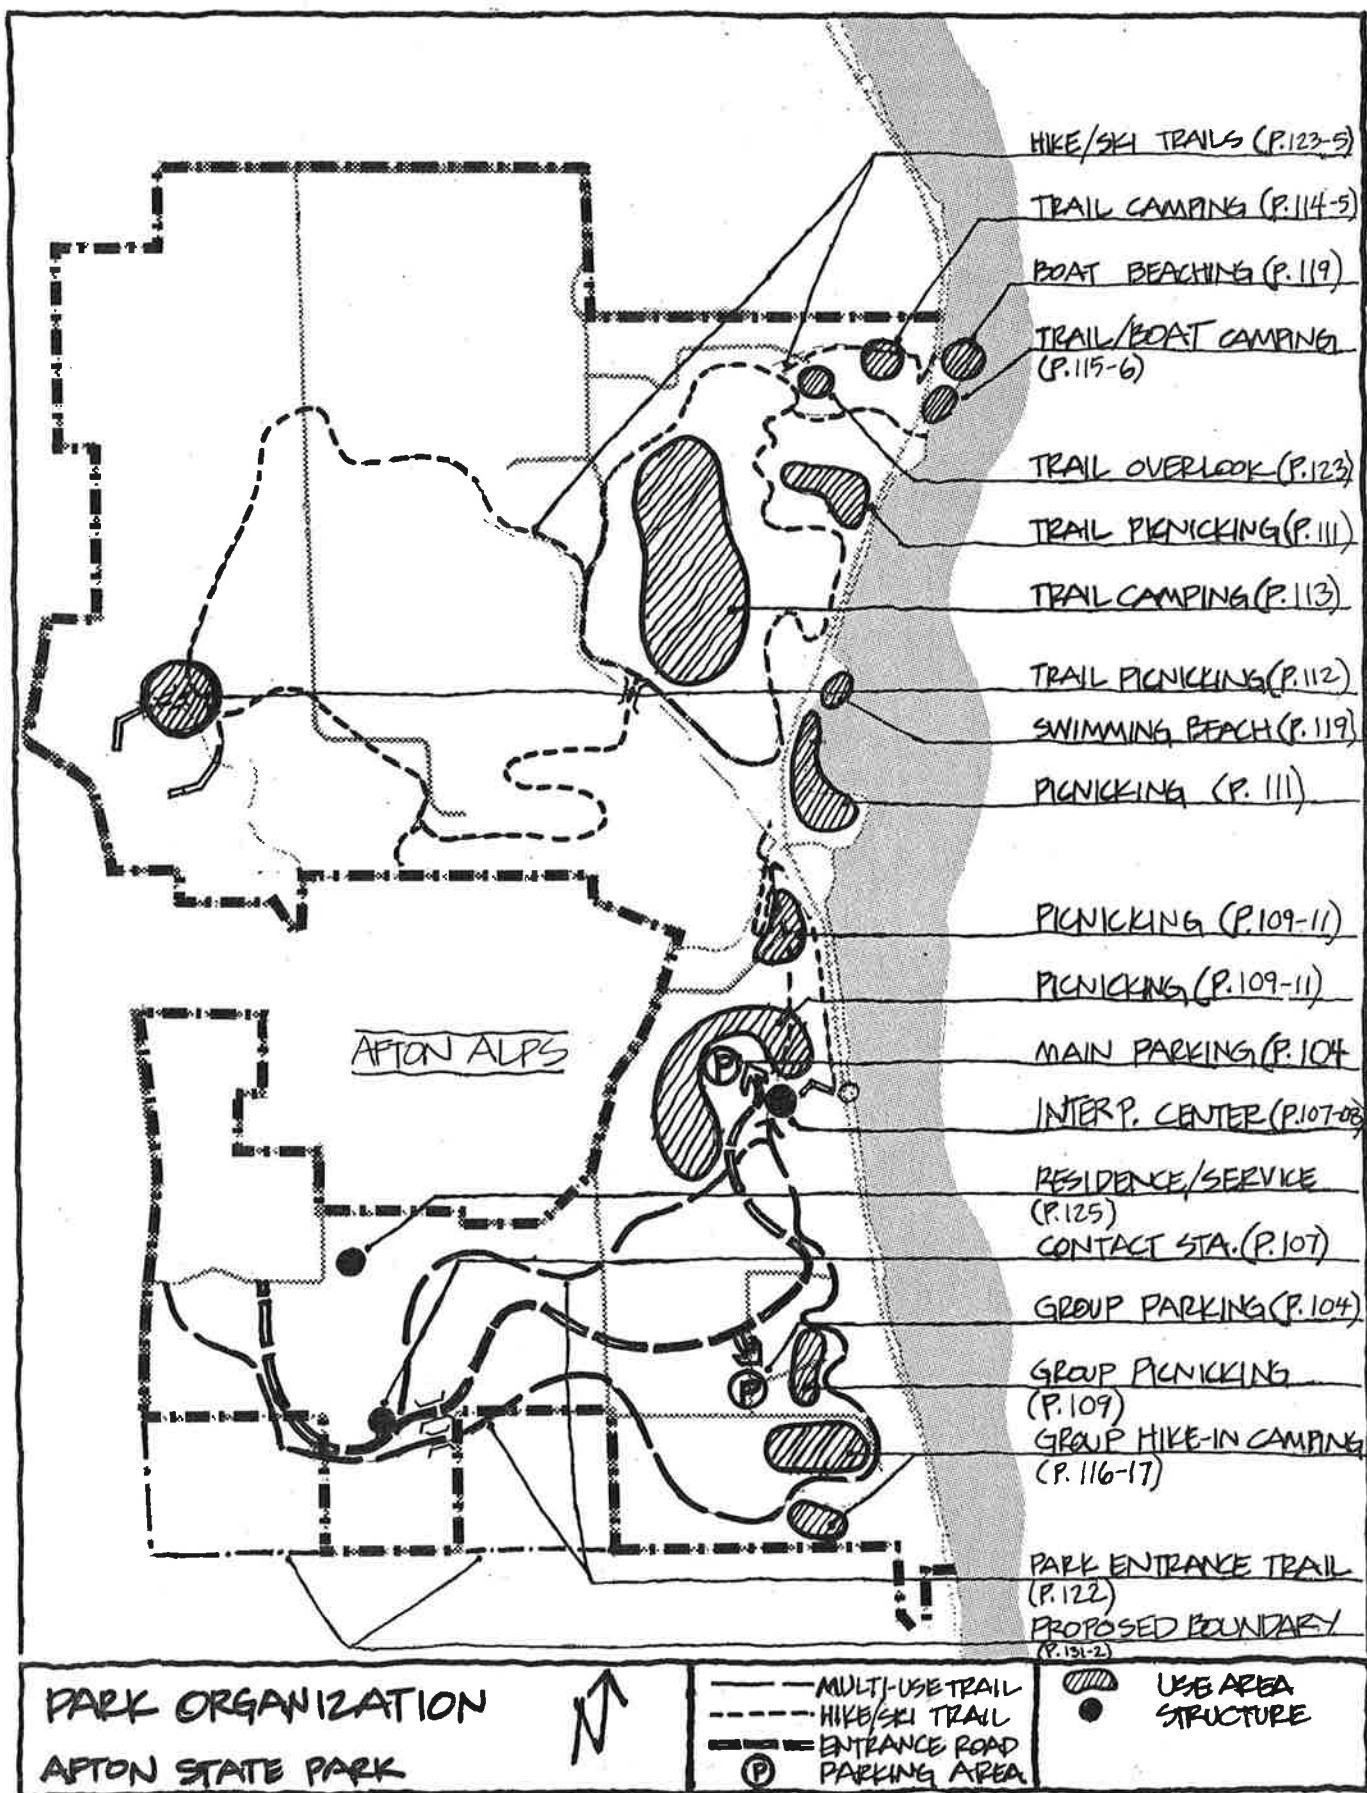 HIKE/SKI TRAILS (P.123-5)
TRAIL CAMPING (P.114-5)
BOAT BEACHING (P.119)
TRAIL/BOAT CAMPING
(P.115-6)
TRAIL OVERLOOK (P.123)
TRAIL PICNICKING (P.111)
TRAIL CAMPING (P.113)
TRAIL PICNICKING (P.112)
SWIMMING BEACH (P.119)
PICNICKING (P. 111)
PICNICKING (P.109-11)
PICNICKING (P.109-11)
AFTON ALPS
MAIN PARKING (P.104
P
INTERP. CENTER (P.107-08)
RESIDENCE/SERVICE
(P.125)
CONTACT STA. (P.107)
GROUP PARKING (P.104)
P
GROUP PICNICKING
(P.109)
GROUP HIKE-IN CAMPING
(P. 116-17)
PARK ENTRANCE TRAIL
(P.122)
PROPOSED BOUNDARY
(P.131-2)
PARK ORGANIZATION
AFTON STATE PARK
N
MULTI-USE TRAIL
HIKE/SKI TRAIL
ENTRANCE ROAD
P PARKING AREA
USE AREA
STRUCTURE